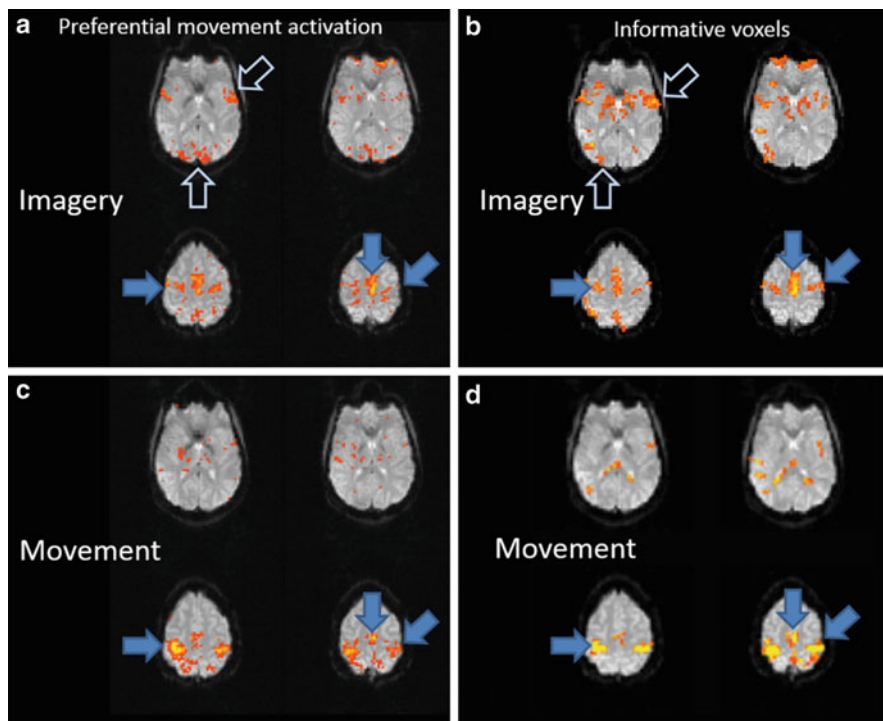 a
Preferential movement activation
Imagery
b
Informative voxels
Imagery
c
Movement
d
Movement